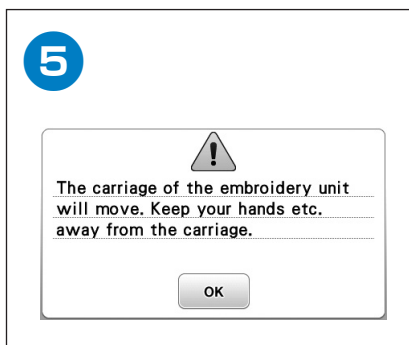 5
The carriage of the embroidery unit
will move. Keep your hands etc.
away from the carriage.
OK